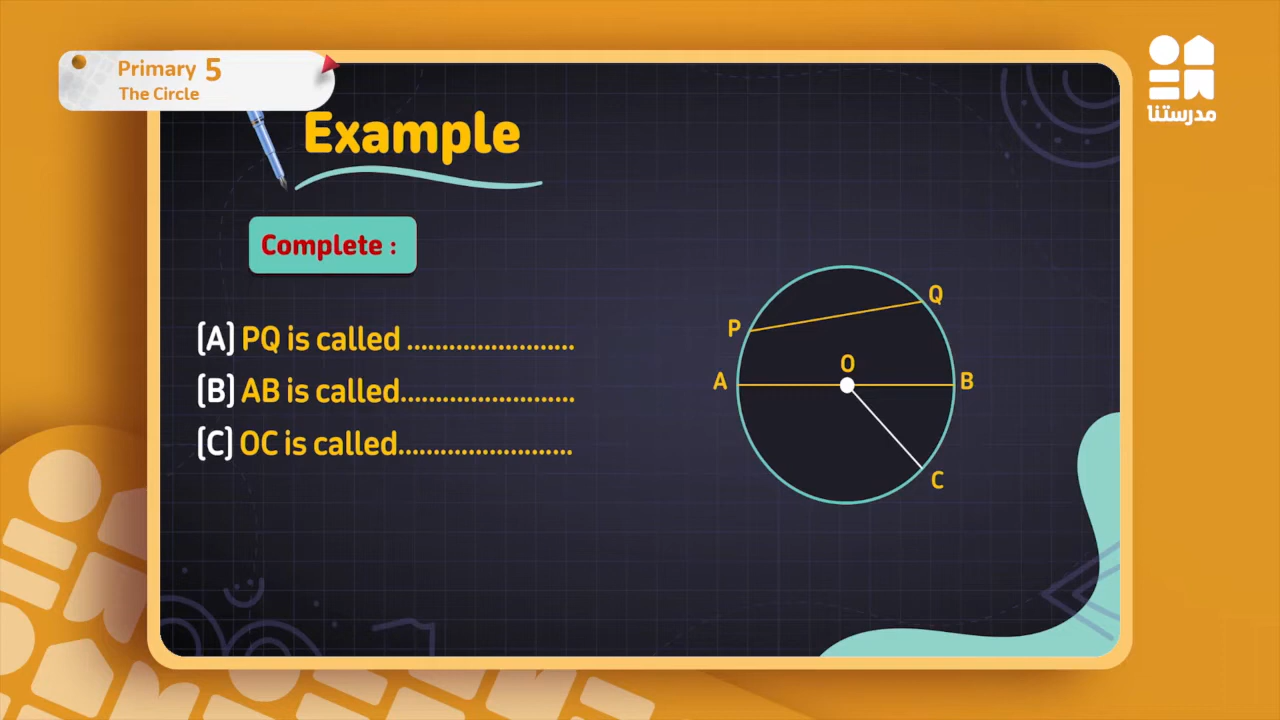 Primary 5
The Circle
مدرستنا
Example
Complete :
(A) PQ is called ........................
(B) AB is called.........................
(C) OC is called.........................
Q
P
O
A
B
C